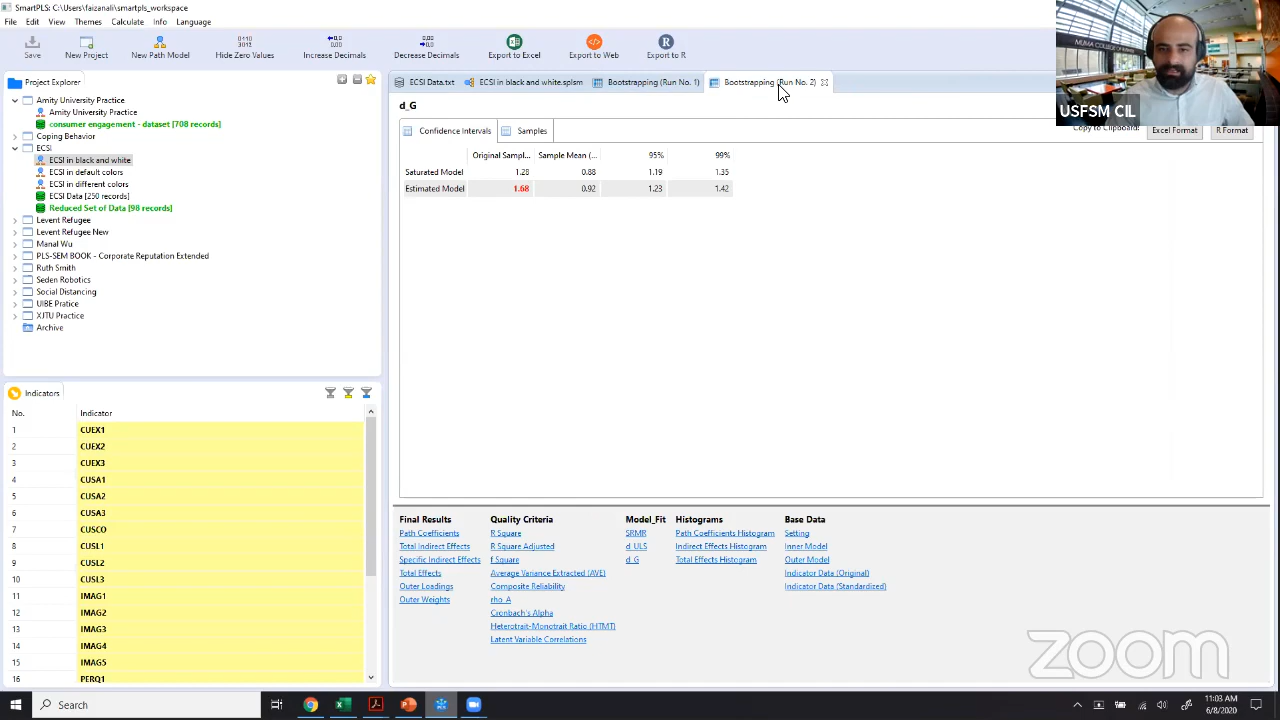 SmartPLS: C:\Users\faizanali\smartpls_workspace
File Edit View Themes Calculate Info Language
Save
New Project
New Path Model
Hide Zero Values
Increase Decimals
Decrease Decimals
Export to Excel
Export to Web
Export to R
Project Explorer
Amity University Practice
Amity University Practice
consumer engagement - dataset [708 records]
Coping Behavior
ECSI
ECSI in black and white
ECSI in default colors
ECSI in different colors
ECSI Data [250 records]
Reduced Set of Data [98 records]
Levent Refugee
Levent Refugee New
Manal Wu
PLS-SEM BOOK - Corporate Reputation Extended
Ruth Smith
Seden Robotics
Social Distancing
UIBE Pratice
XJTU Practice
Archive
Indicators
No. Indicator
1 CUEX1
2 CUEX2
3 CUEX3
4 CUSA1
5 CUSA2
6 CUSA3
7 CUSCO
8 CUSL1
9 CUSL2
10 CUSL3
11 IMAG1
12 IMAG2
13 IMAG3
14 IMAG4
15 IMAG5
16 PERQ1
ECSI Data.txt
ECSI in black and white.splsm
Bootstrapping (Run No. 1)
Bootstrapping (Run No. 2)
d_G
Confidence Intervals
Samples
Copy to Clipboard:
Excel Format
R Format
Original Sampl... Sample Mean (... 95% 99%
Saturated Model 1.28 0.88 1.19 1.35
Estimated Model 1.68 0.92 1.23 1.42
Final Results
Path Coefficients
Total Indirect Effects
Specific Indirect Effects
Total Effects
Outer Loadings
Outer Weights
Quality Criteria
R Square
R Square Adjusted
f Square
Average Variance Extracted (AVE)
Composite Reliability
rho_A
Cronbach's Alpha
Heterotrait-Monotrait Ratio (HTMT)
Latent Variable Correlations
Model_Fit
SRMR
d_ULS
d_G
Histograms
Path Coefficients Histogram
Indirect Effects Histogram
Total Effects Histogram
Base Data
Setting
Inner Model
Outer Model
Indicator Data (Original)
Indicator Data (Standardized)
USFSM CIL
zoom
Search
11:03 AM
6/8/2020